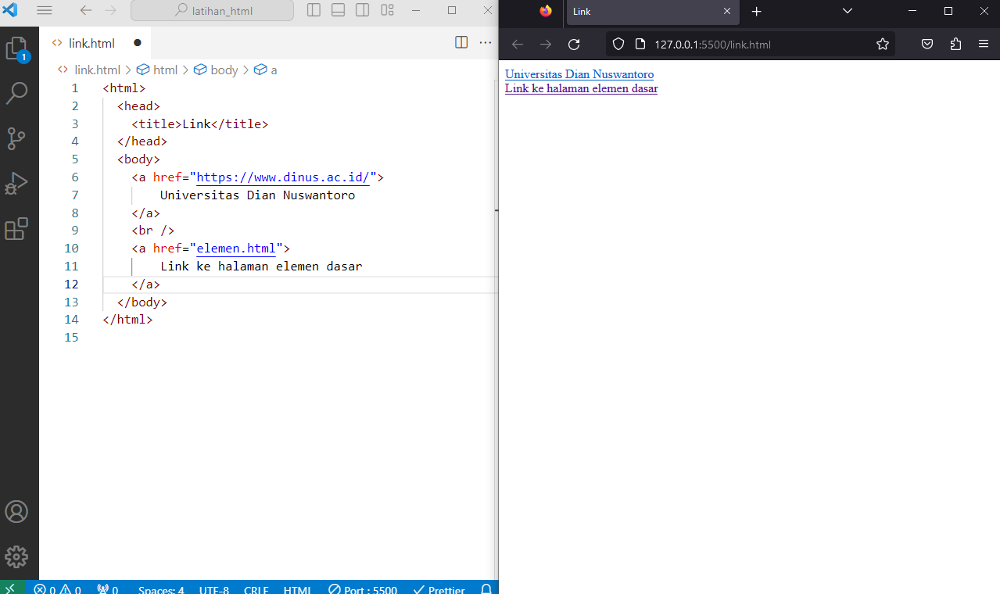 latihan_html
link.html
1
link.html > html > body > a
1 <html>
2 <head>
3 <title>Link</title>
4 </head>
5 <body>
6 <a href="https://www.dinus.ac.id/">
7 Universitas Dian Nuswantoro
8 </a>
9 <br />
10 <a href="elemen.html">
11 Link ke halaman elemen dasar
12 </a>
13 </body>
14 </html>
15
0 0 0 Spaces: 4 UTF-8 CRLF HTML Port : 5500 Prettier
Link
127.0.0.1:5500/link.html
Universitas Dian Nuswantoro
Link ke halaman elemen dasar